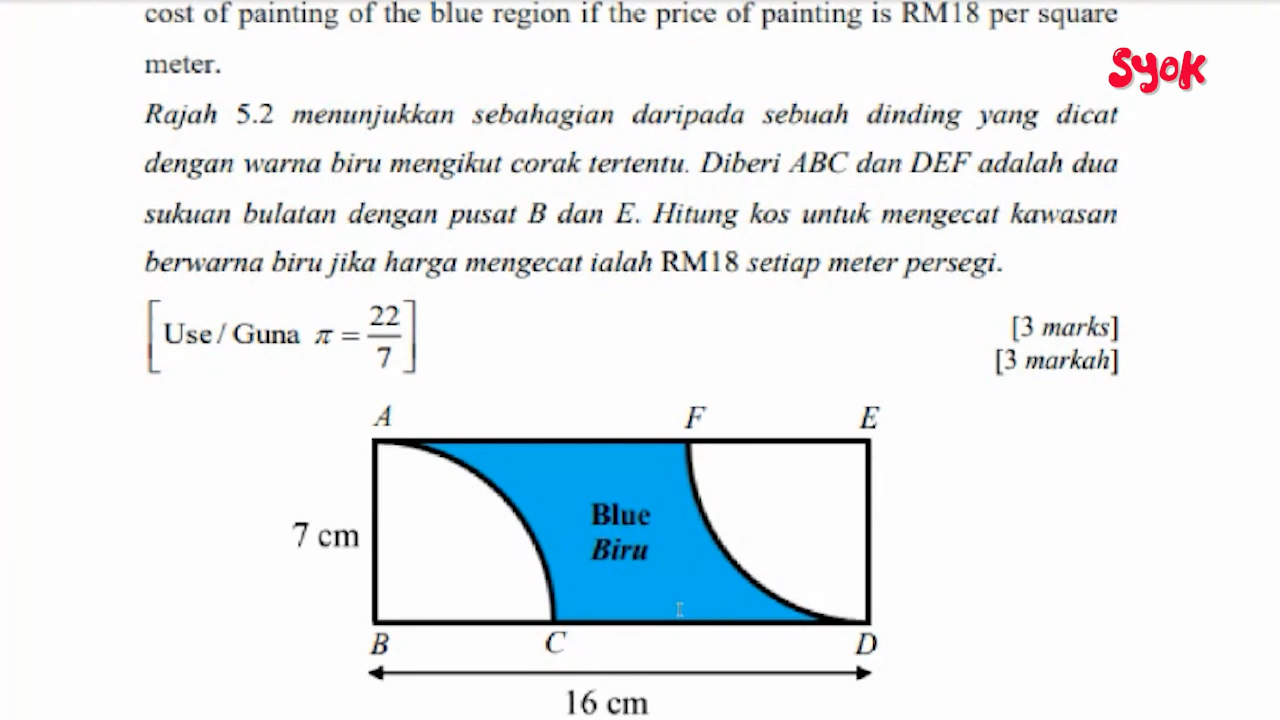 cost of painting of the blue region if the price of painting is RM18 per square
meter.
Syok
Rajah 5.2 menunjukkan sebahagian daripada sebuah dinding yang dicat
dengan warna biru mengikut corak tertentu. Diberi ABC dan DEF adalah dua
sukuan bulatan dengan pusat B dan E. Hitung kos untuk mengecat kawasan
berwarna biru jika harga mengecat ialah RM18 setiap meter persegi.
[Use / Guna π = 22/7]
[3 marks]
[3 markah]
A F E
Blue
Biru
7 cm
B C D
16 cm